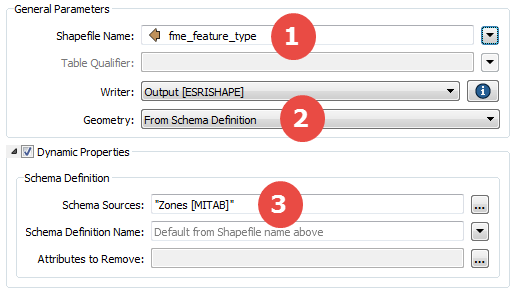 General Parameters
Shapefile Name: fme_feature_type 1
Table Qualifier:
Writer: Output [ESRISHAPE]
Geometry: From Schema Definition 2
Dynamic Properties
Schema Definition
Schema Sources: "Zones [MITAB]" 3 ...
Schema Definition Name: Default from Shapefile name above
Attributes to Remove: ...